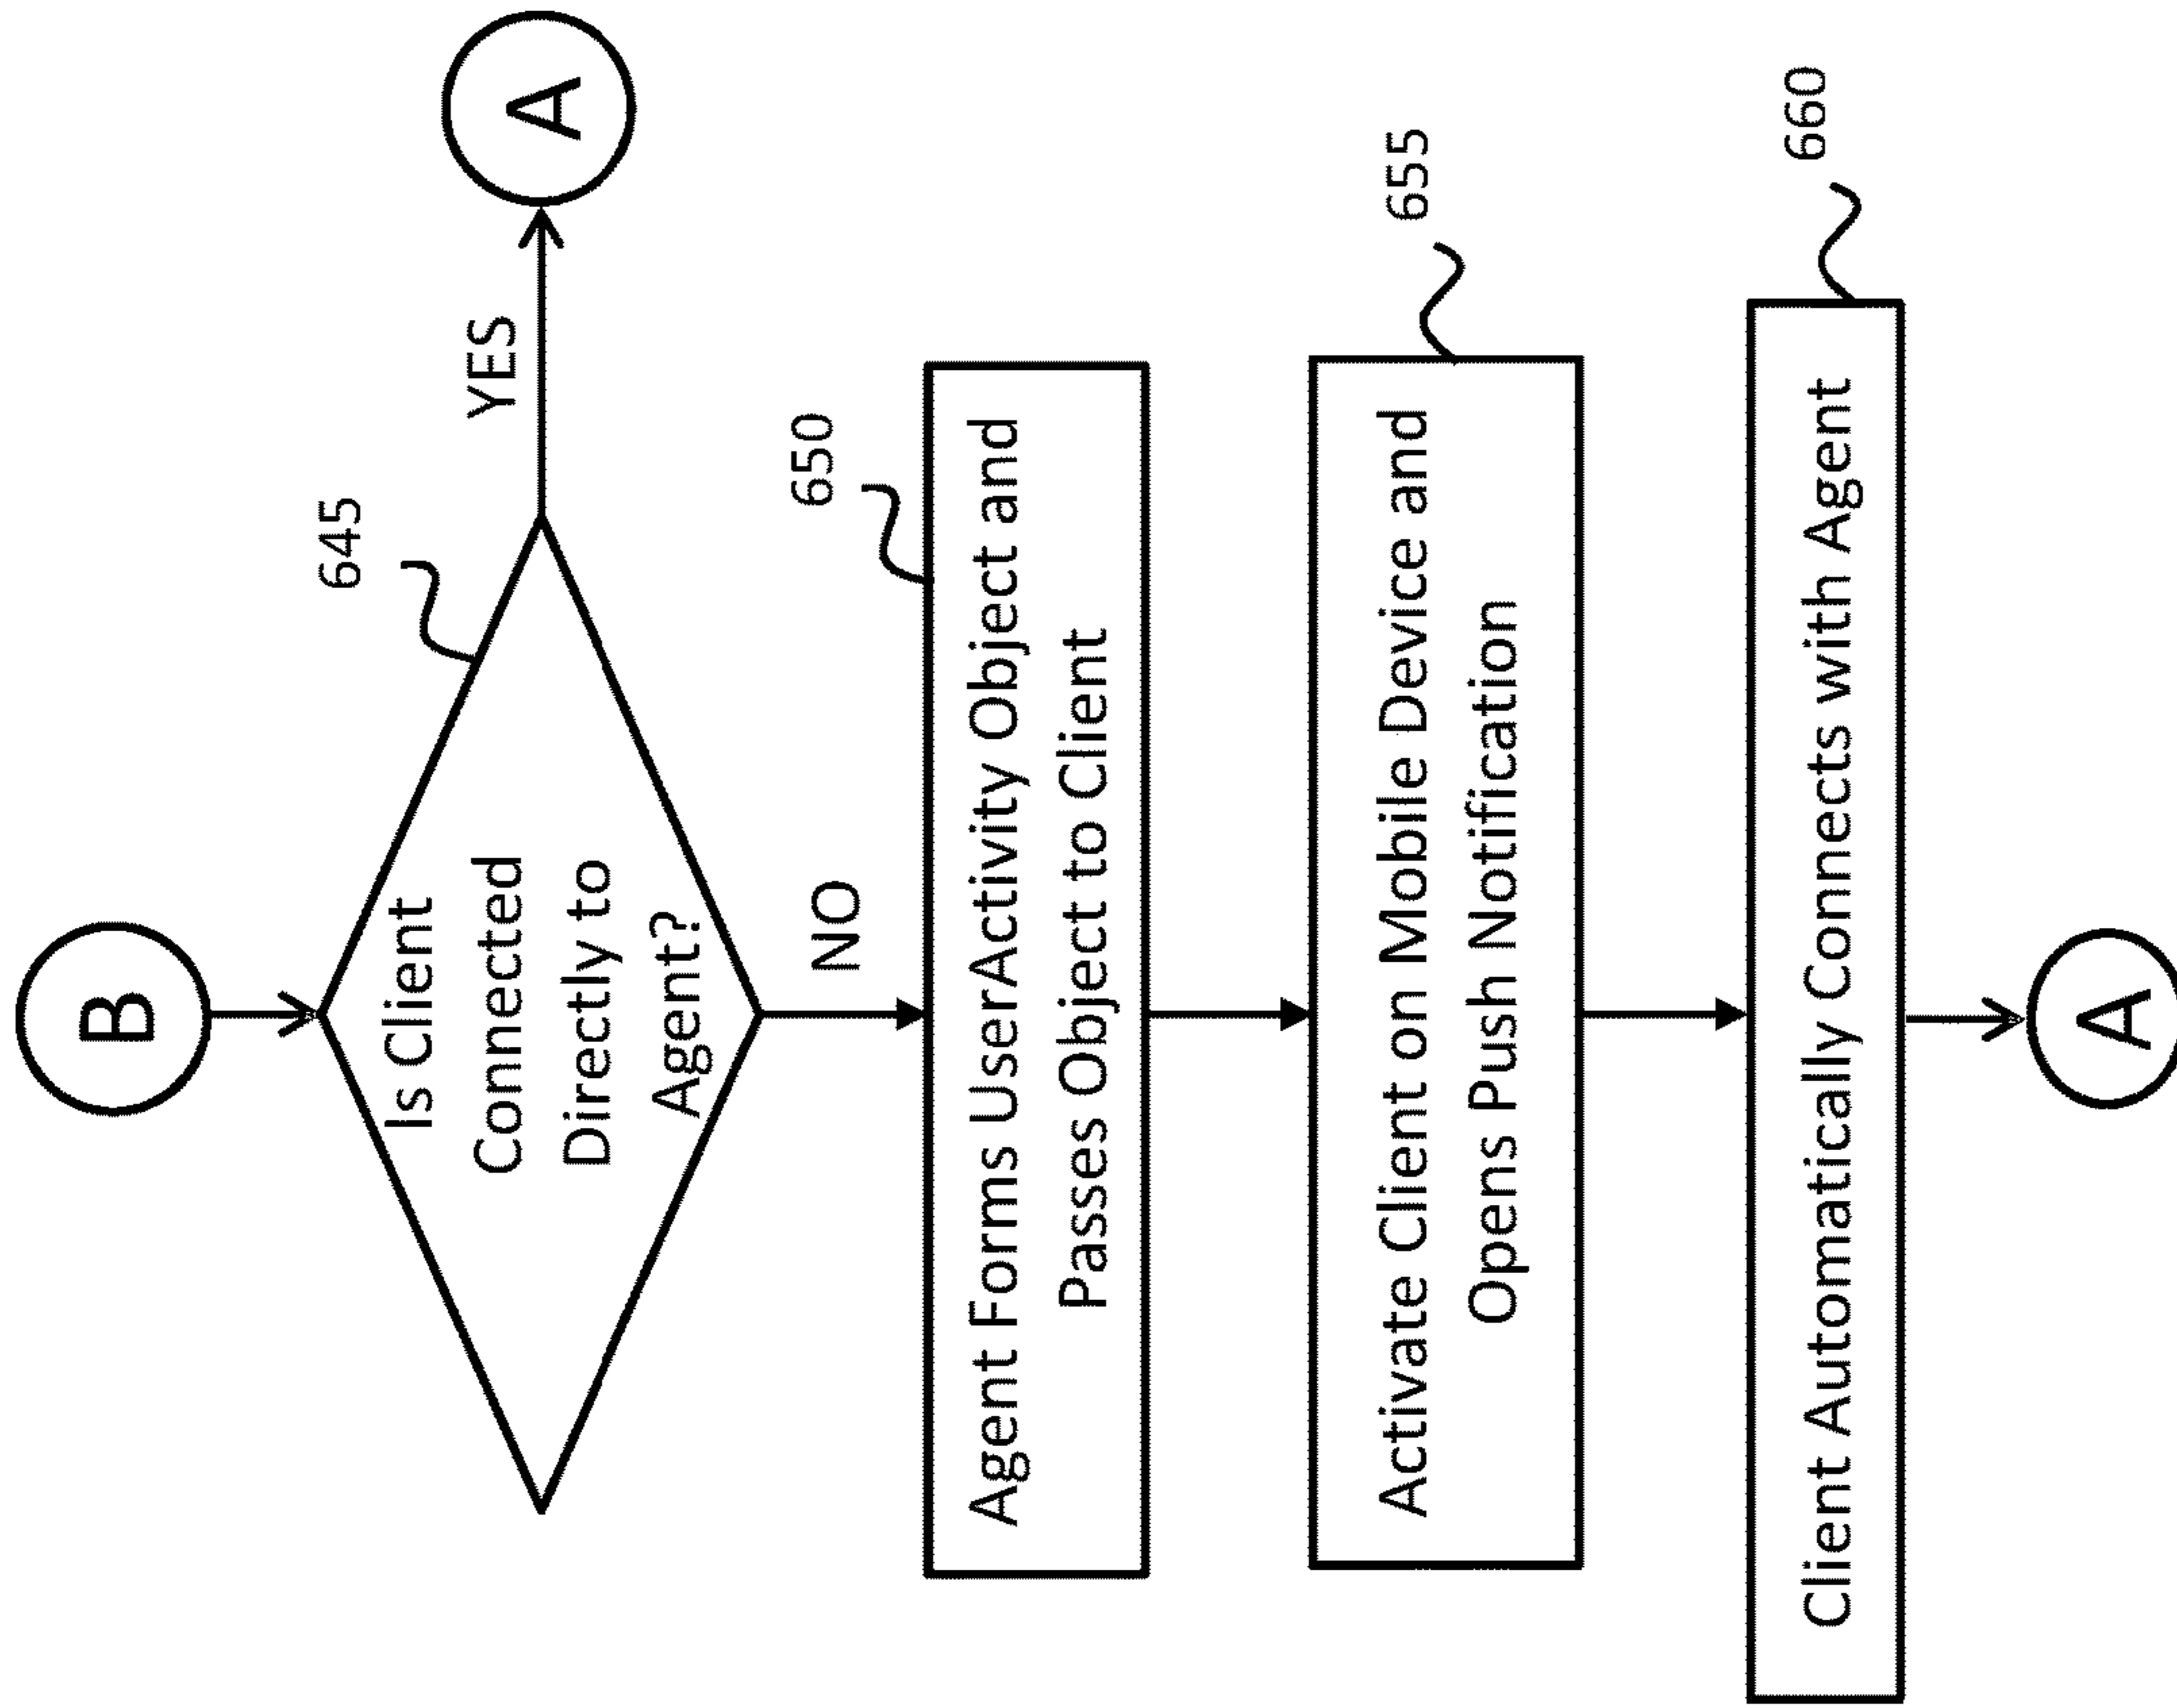 B
645
Is Client
Connected
Directly to
Agent?
YES
A
NO
650
Agent Forms UserActivity Object and
Passes Object to Client
655
Activate Client on Mobile Device and
Opens Push Notification
660
Client Automatically Connects with Agent
A